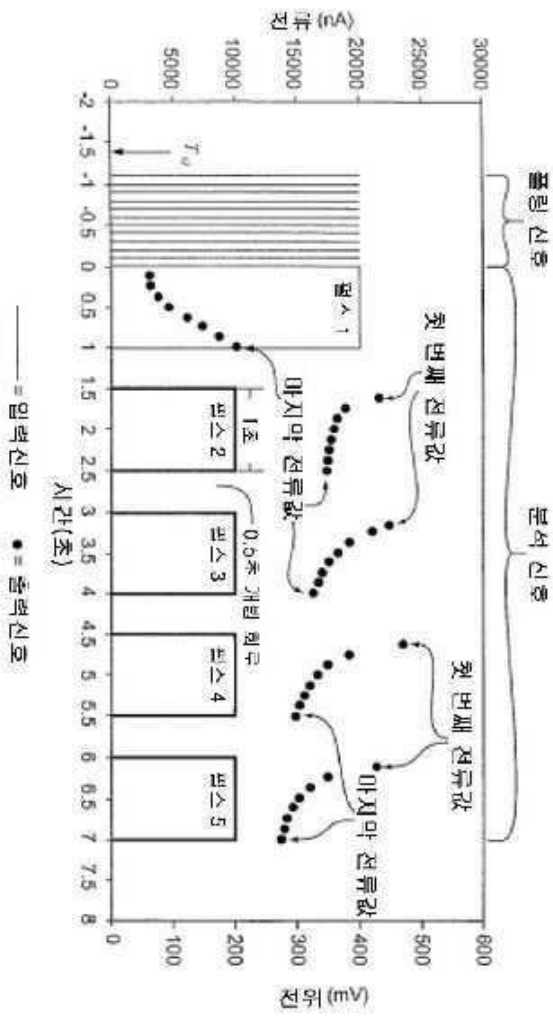 폴링 신호
분석 신호
전류 (nA)
30000
25000
20000
15000
10000
5000
0
첫 번째 전류값
첫 번째 전류값
마지막 전류값
마지막 전류값
펄스 1
펄스 2
펄스 3
펄스 4
펄스 5
1초
0.5초 개방 회로
-2
-1.5
-1
-0.5
0
0.5
1
1.5
2
2.5
3
3.5
4
4.5
5
5.5
6
6.5
7
7.5
8
시간(초)
600
500
400
300
200
100
0
전위 (mV)
= 입력신호
= 출력신호